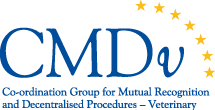 CMDv
Co-ordination Group for Mutual Recognition
and Decentralised Procedures – Veterinary